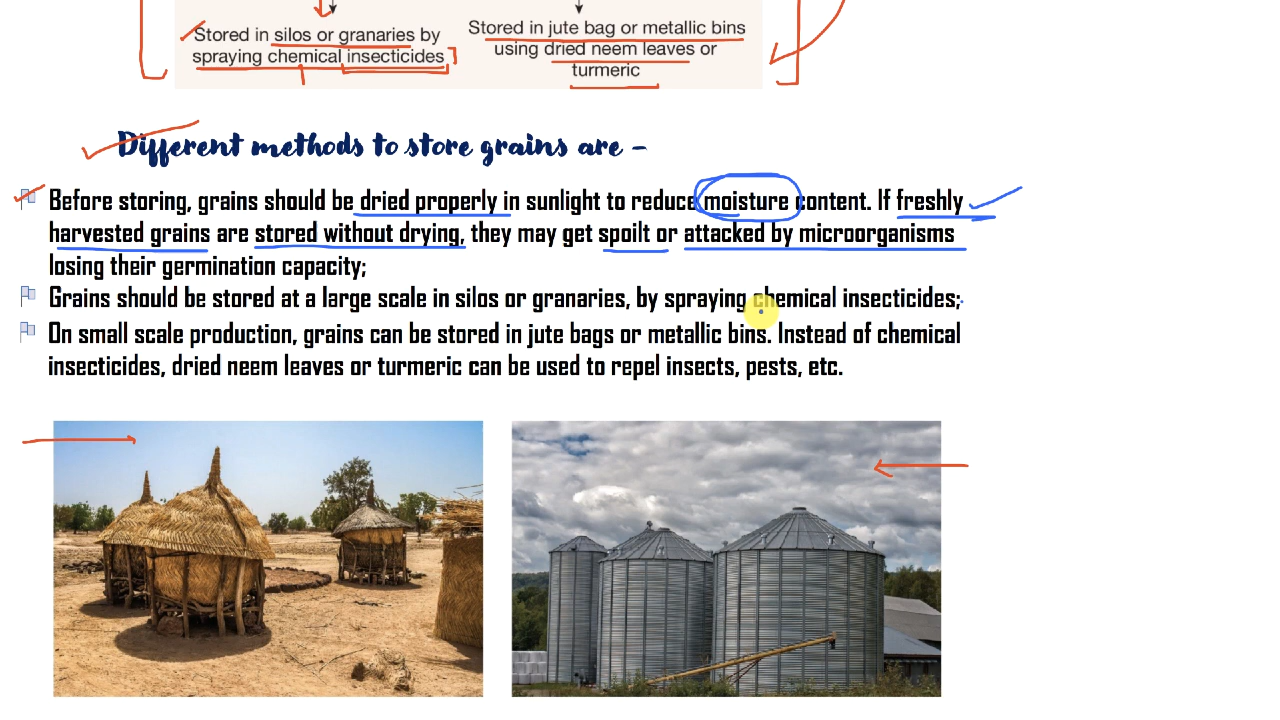 Stored in silos or granaries by
spraying chemical insecticides
Stored in jute bag or metallic bins
using dried neem leaves or
turmeric
Different methods to store grains are -
Before storing, grains should be dried properly in sunlight to reduce moisture content. If freshly
harvested grains are stored without drying, they may get spoilt or attacked by microorganisms
losing their germination capacity;
Grains should be stored at a large scale in silos or granaries, by spraying chemical insecticides;
On small scale production, grains can be stored in jute bags or metallic bins. Instead of chemical
insecticides, dried neem leaves or turmeric can be used to repel insects, pests, etc.